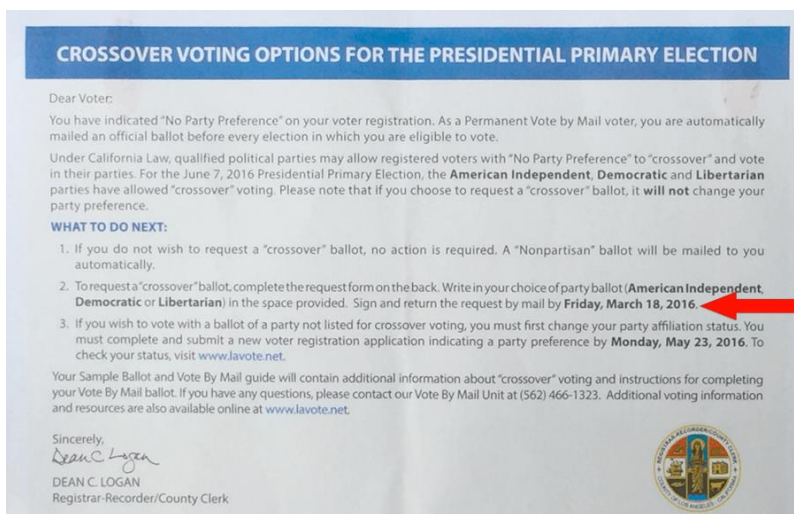 CROSSOVER VOTING OPTIONS FOR THE PRESIDENTIAL PRIMARY ELECTION
Dear Voter:
You have indicated "No Party Preference" on your voter registration. As a Permanent Vote by Mail voter, you are automatically
mailed an official ballot before every election in which you are eligible to vote.
Under California Law, qualified political parties may allow registered voters with "No Party Preference" to "crossover" and vote
in their parties. For the June 7, 2016 Presidential Primary Election, the American Independent, Democratic and Libertarian
parties have allowed "crossover" voting. Please note that if you choose to request a "crossover" ballot, it will not change your
party preference.
WHAT TO DO NEXT:
1. If you do not wish to request a "crossover" ballot, no action is required. A "Nonpartisan" ballot will be mailed to you
automatically.
2. To request a "crossover" ballot, complete the request form on the back. Write in your choice of party ballot (American Independent,
Democratic or Libertarian) in the space provided. Sign and return the request by mail by Friday, March 18, 2016.
3. If you wish to vote with a ballot of a party not listed for crossover voting, you must first change your party affiliation status. You
must complete and submit a new voter registration application indicating a party preference by Monday, May 23, 2016. To
check your status, visit www.lavote.net.
Your Sample Ballot and Vote By Mail guide will contain additional information about "crossover" voting and instructions for completing
your Vote By Mail ballot. If you have any questions, please contact our Vote By Mail Unit at (562) 466-1323. Additional voting information
and resources are also available online at www.lavote.net.
Sincerely,
Dean C Logan
DEAN C. LOGAN
Registrar-Recorder/County Clerk
REGISTRAR-RECORDER/COUNTY CLERK
COUNTY OF LOS ANGELES, CALIFORNIA